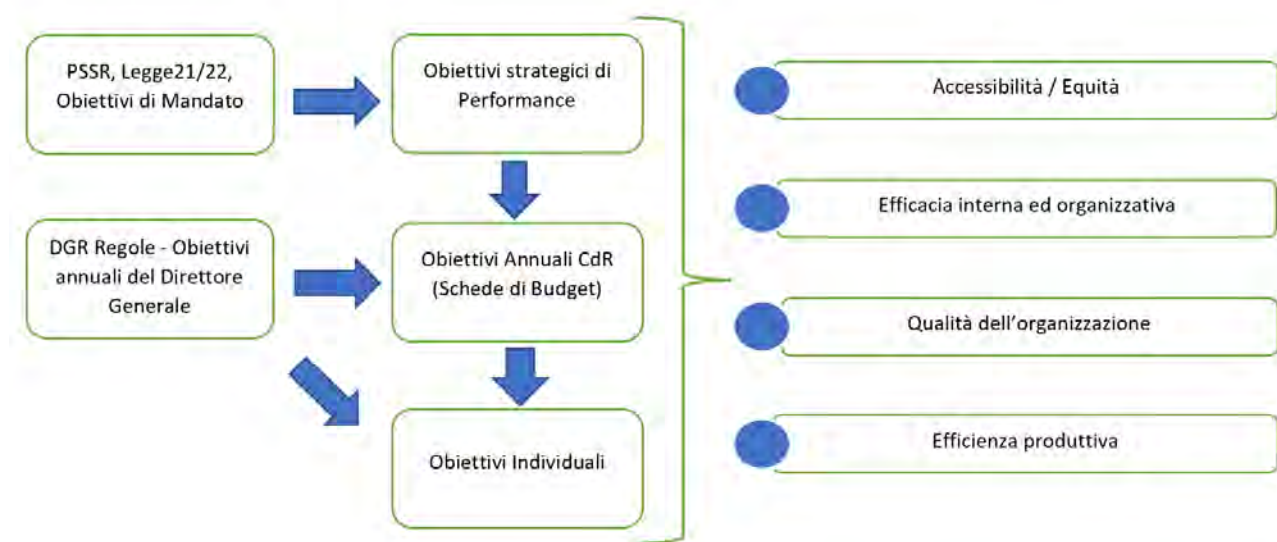 PSSR, Legge21/22,
Obiettivi di Mandato
Obiettivi strategici di
Performance
DGR Regole - Obiettivi
annuali del Direttore
Generale
Obiettivi Annuali CdR
(Schede di Budget)
Obiettivi Individuali
Accessibilità / Equità
Efficacia interna ed organizzativa
Qualità dell'organizzazione
Efficienza produttiva